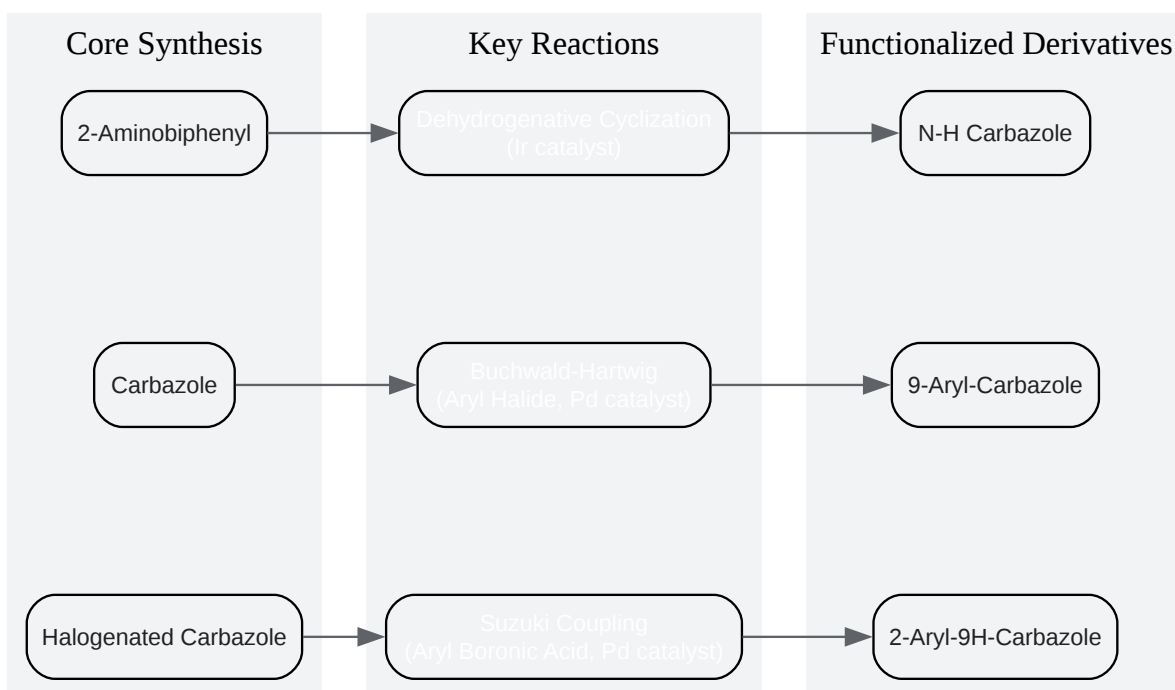 Core Synthesis
Key Reactions
Functionalized Derivatives
2-Aminobiphenyl
Dehydrogenative Cyclization
(Ir catalyst)
N-H Carbazole
Carbazole
Buchwald-Hartwig
(Aryl Halide, Pd catalyst)
9-Aryl-Carbazole
Halogenated Carbazole
Suzuki Coupling
(Aryl Boronic Acid, Pd catalyst)
2-Aryl-9H-Carbazole